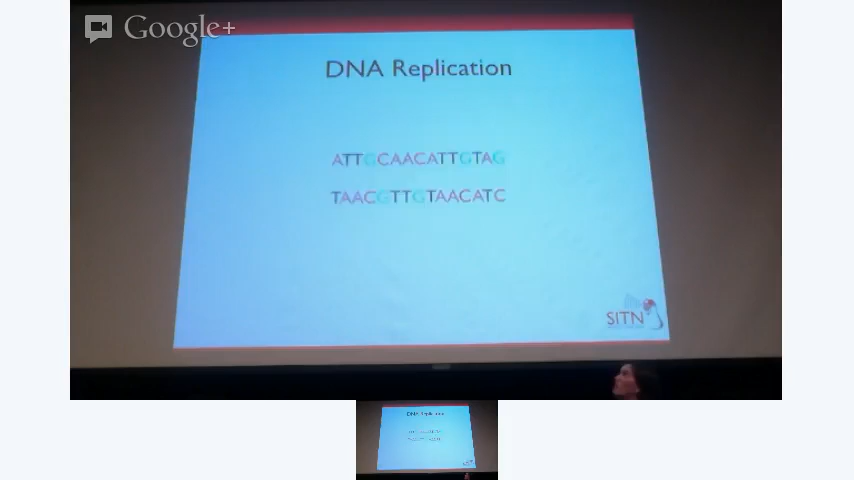 Google+
DNA Replication
ATTGCAACATTGTAG
TAACGTTGTAACATC
SITN